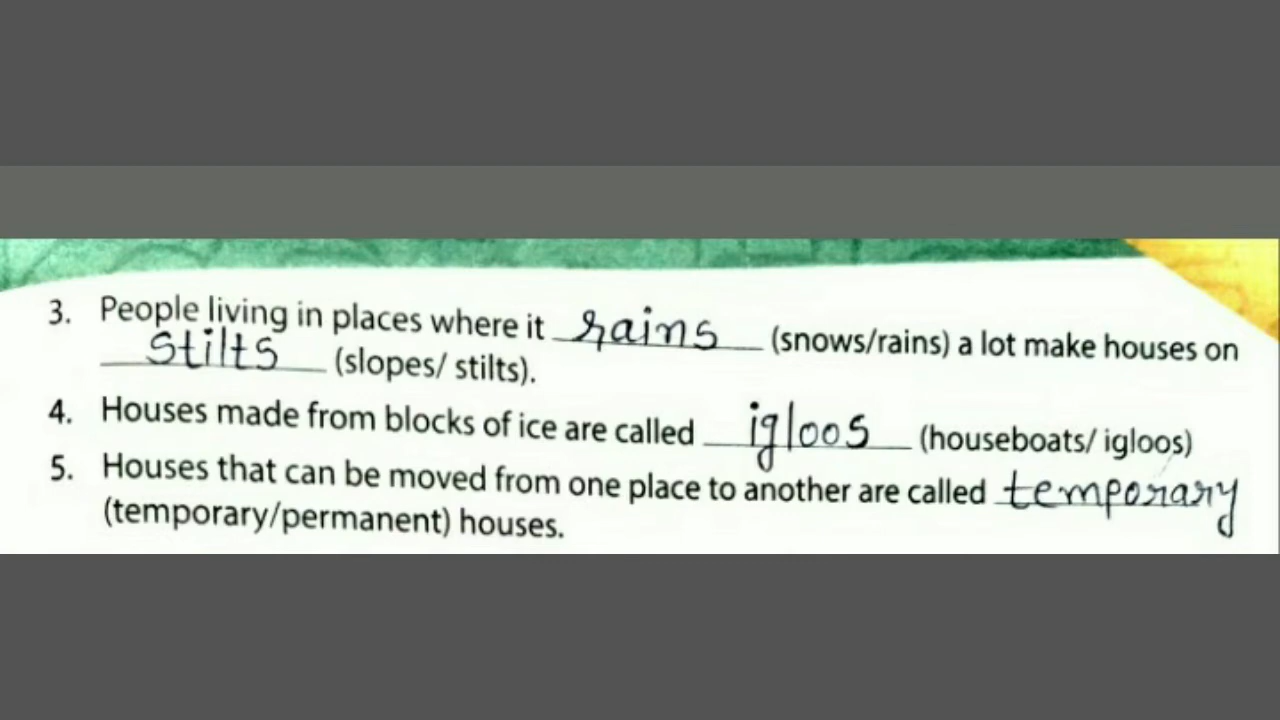 3. People living in places where it rains (snows/rains) a lot make houses on
stilts (slopes/ stilts).
4. Houses made from blocks of ice are called igloos (houseboats/ igloos)
5. Houses that can be moved from one place to another are called temporary
(temporary/permanent) houses.